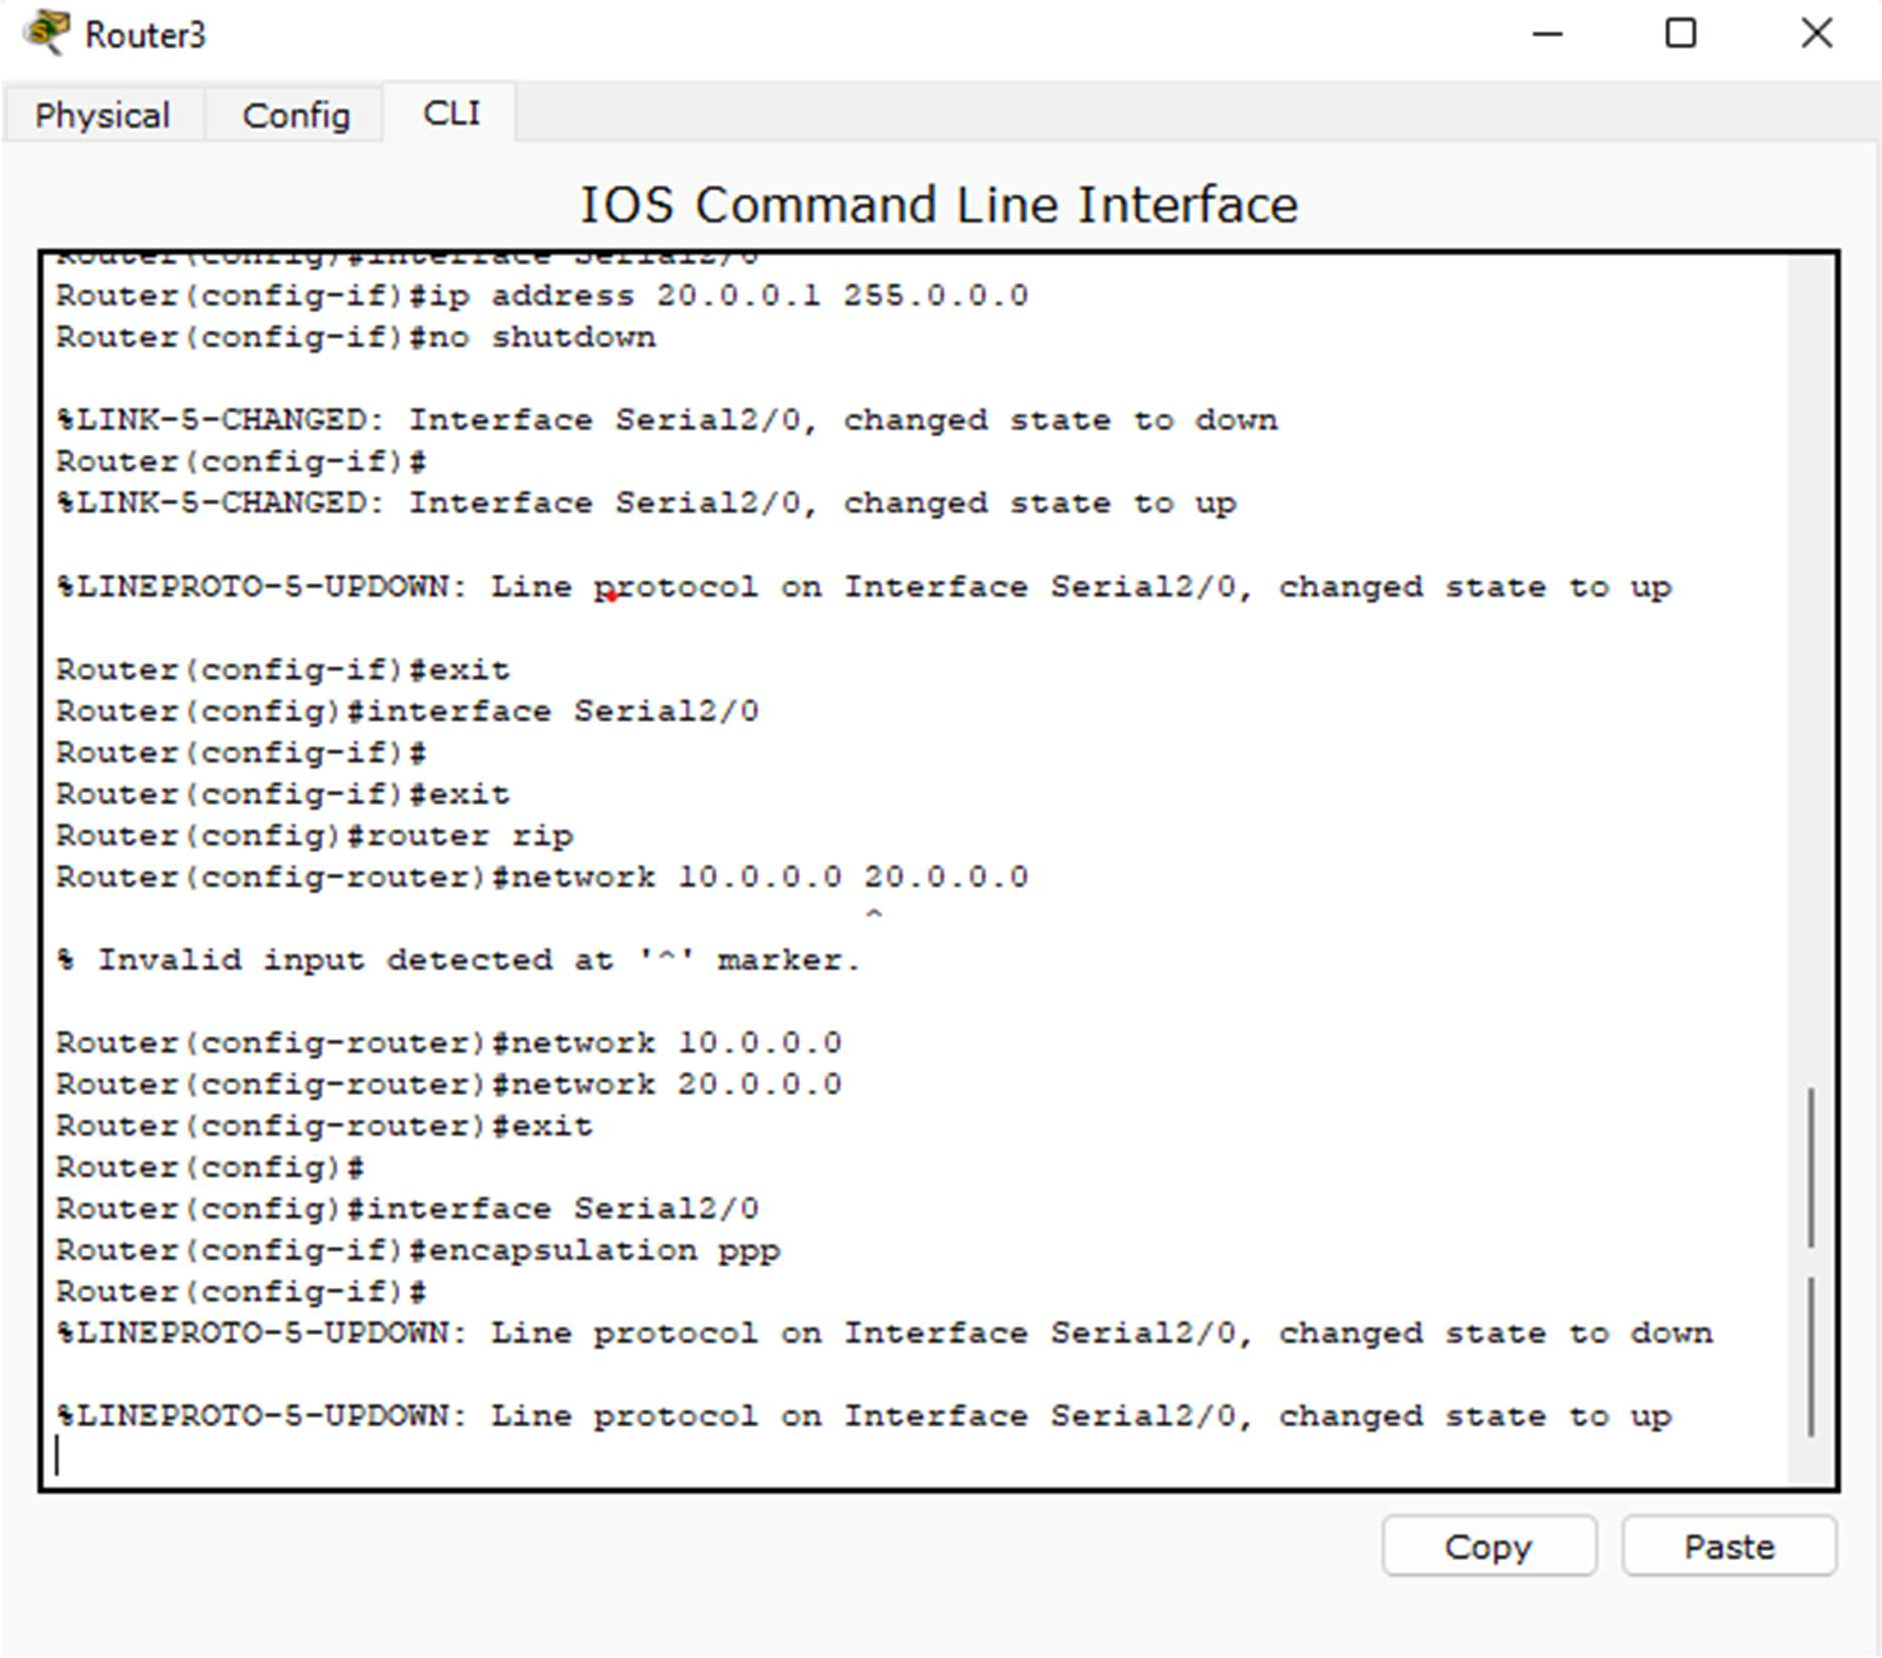 Router3
Physical
Config
CLI
IOS Command Line Interface
Router(config)#interface Serial2/0
Router(config-if)#ip address 20.0.0.1 255.0.0.0
Router(config-if)#no shutdown
%LINK-5-CHANGED: Interface Serial2/0, changed state to down
Router(config-if)#
%LINK-5-CHANGED: Interface Serial2/0, changed state to up
%LINEPROTO-5-UPDOWN: Line protocol on Interface Serial2/0, changed state to up
Router(config-if)#exit
Router(config)#interface Serial2/0
Router(config-if)#
Router(config-if)#exit
Router(config)#router rip
Router(config-router)#network 10.0.0.0 20.0.0.0
^
% Invalid input detected at '^' marker.
Router(config-router)#network 10.0.0.0
Router(config-router)#network 20.0.0.0
Router(config-router)#exit
Router(config)#
Router(config)#interface Serial2/0
Router(config-if)#encapsulation ppp
Router(config-if)#
%LINEPROTO-5-UPDOWN: Line protocol on Interface Serial2/0, changed state to down
%LINEPROTO-5-UPDOWN: Line protocol on Interface Serial2/0, changed state to up
Copy
Paste